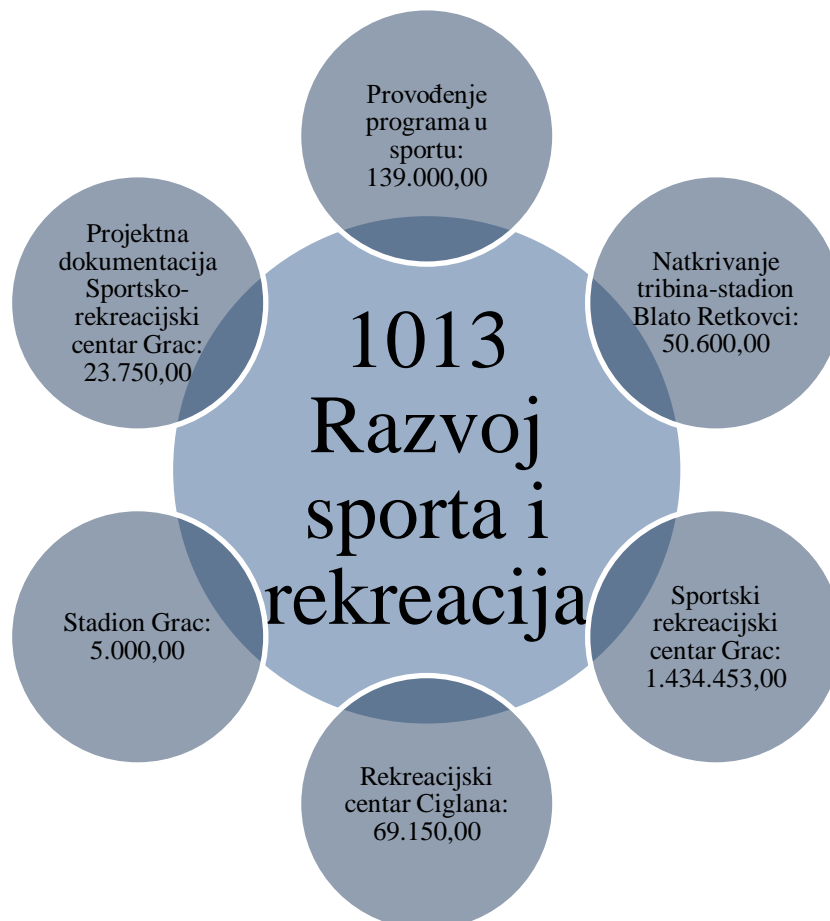 Provođenje
programa u
sportu:
139.000,00
Projektna
dokumentacija
Sportsko-
rekreacijski
centar Grac:
23.750,00
Natkrivanje
tribina-stadion
Blato Retkovci:
50.600,00
1013
Razvoj
sporta i
rekreacija
Stadion Grac:
5.000,00
Sportski
rekreacijski
centar Grac:
1.434.453,00
Rekreacijski
centar Ciglana:
69.150,00